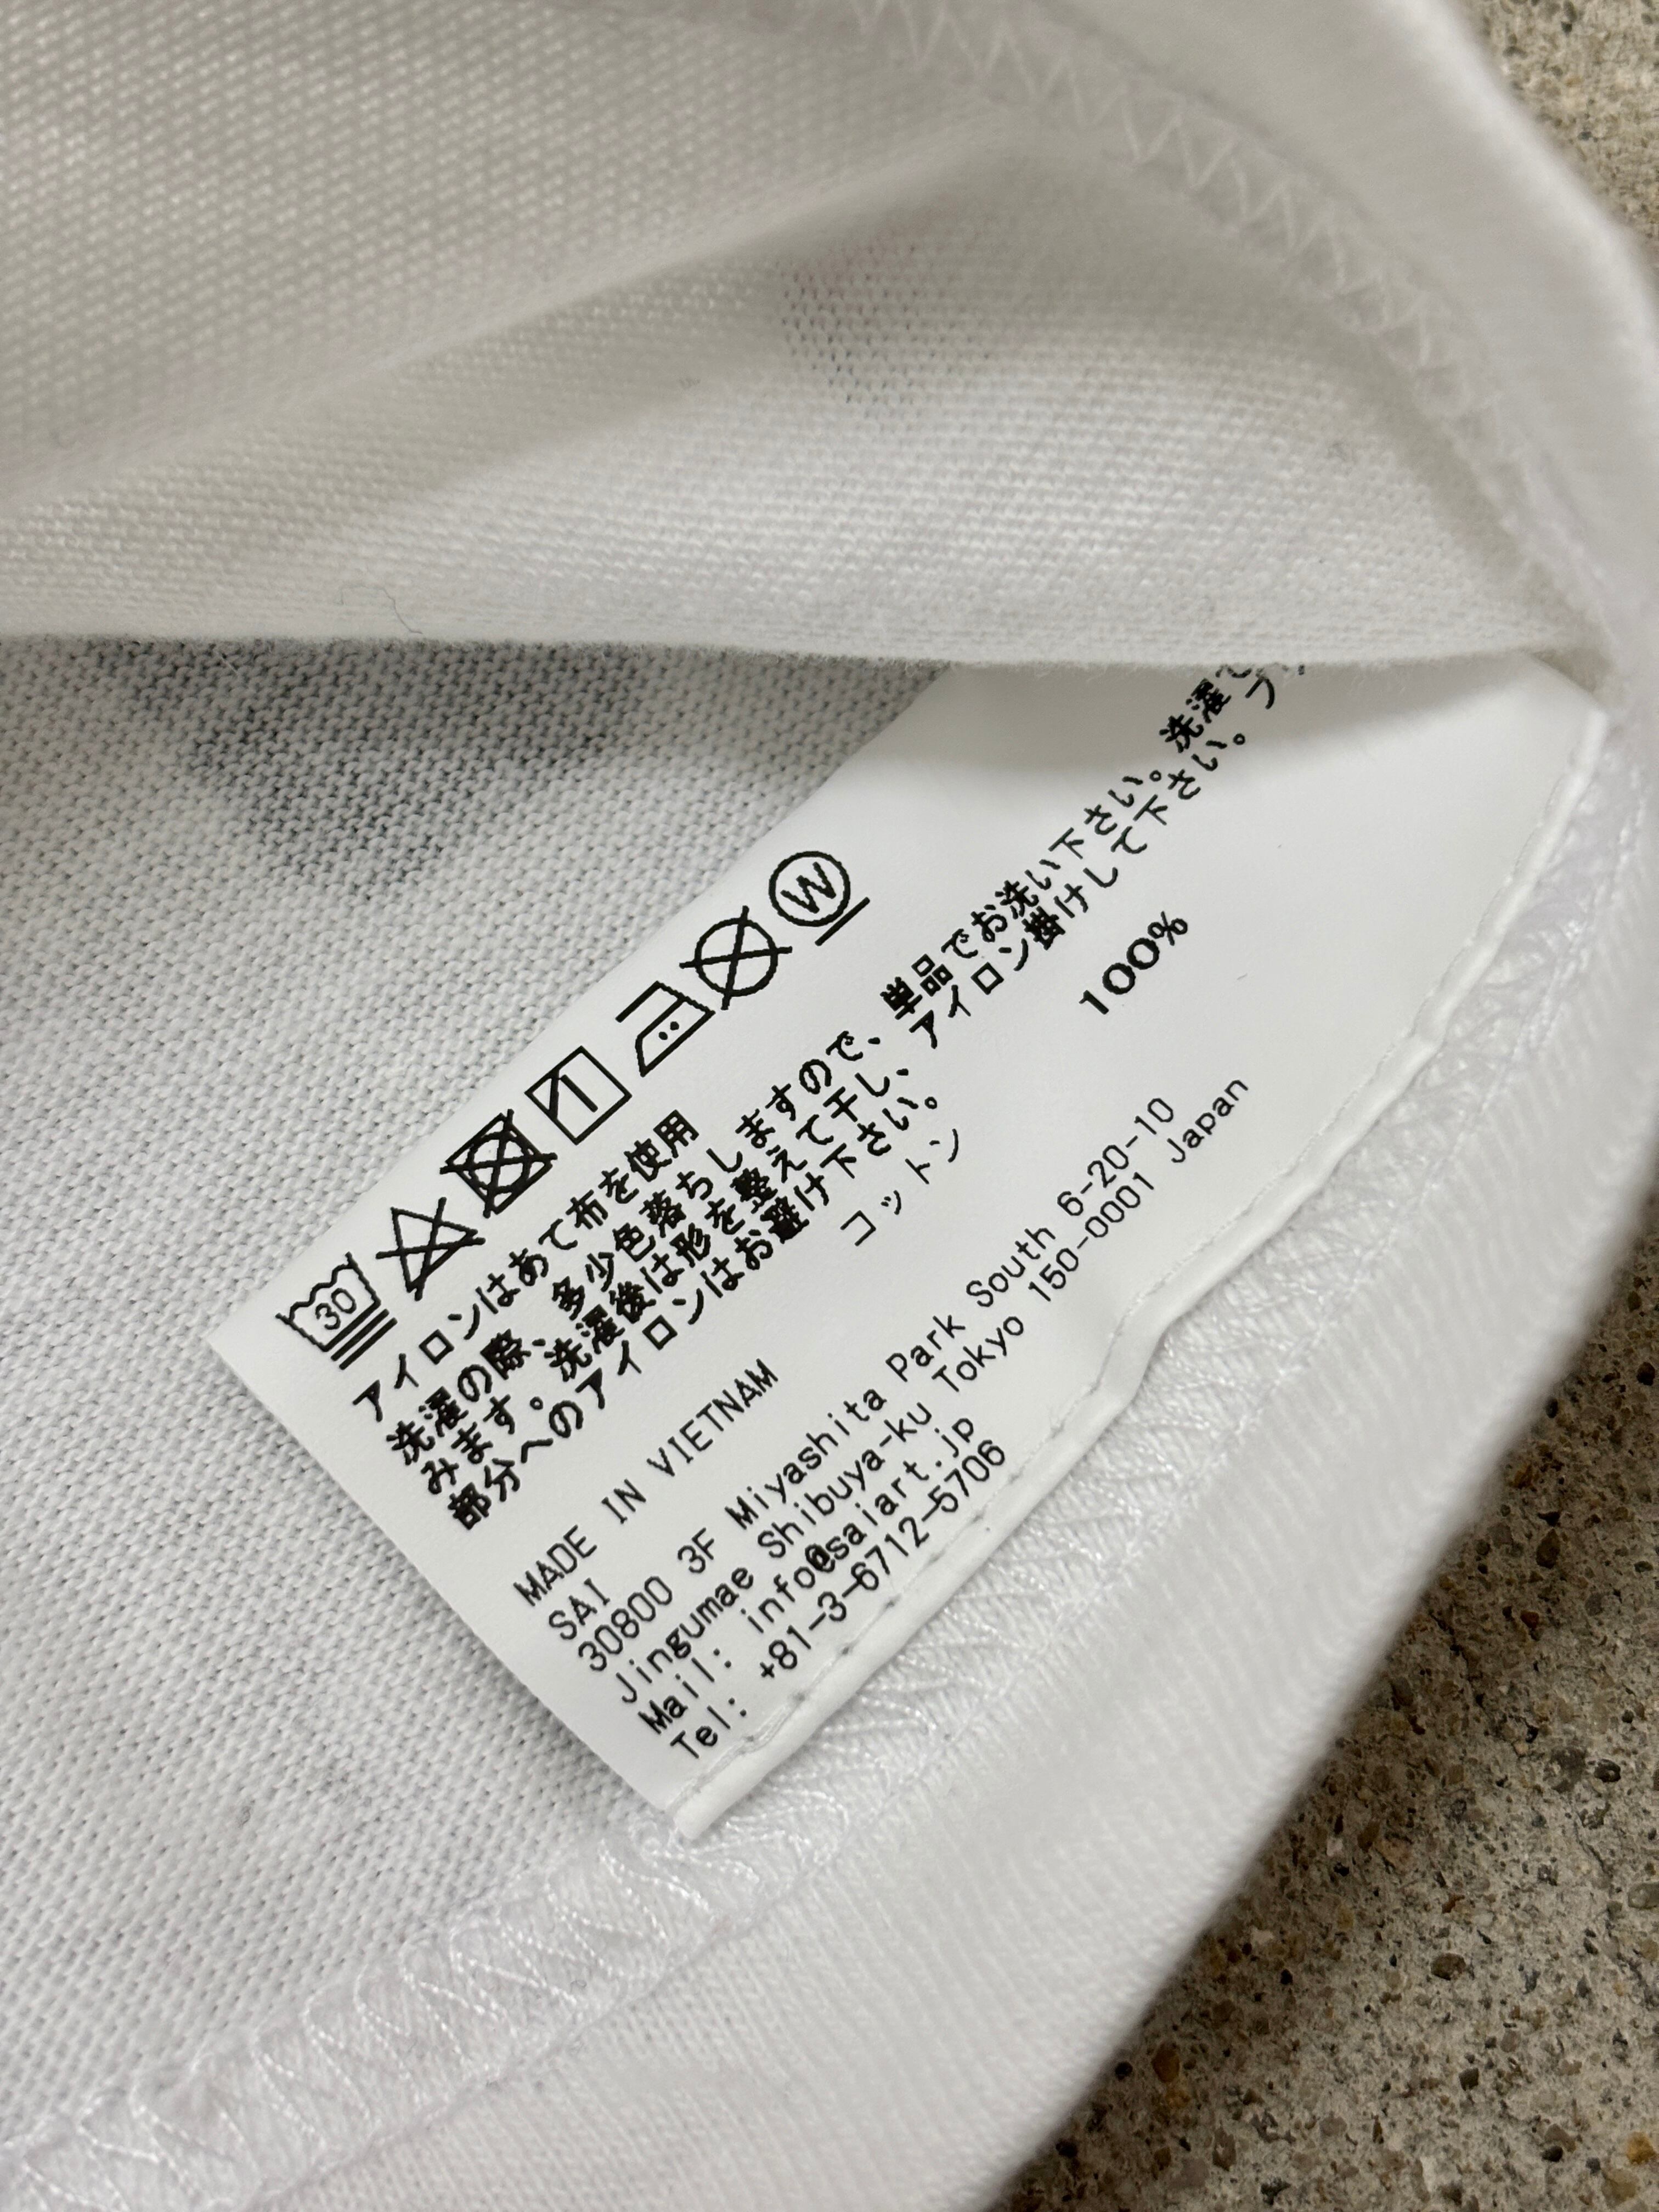 30
W
アイロンはあて布を使用
洗濯の際、多少色落ちしますので、単品でお洗い下さい。洗濯
みます。洗濯後は形を整えて干し、アイロン掛けして下さい。プ
部分へのアイロンはお避け下さい。
コットン 100%
MADE IN VIETNAM
SAI
30800 3F Miyashita Park South 6-20-10
Jingumae Shibuya-ku Tokyo 150-0001 Japan
Mail: info@saiart.jp
Tel: +81-3-6712-5706